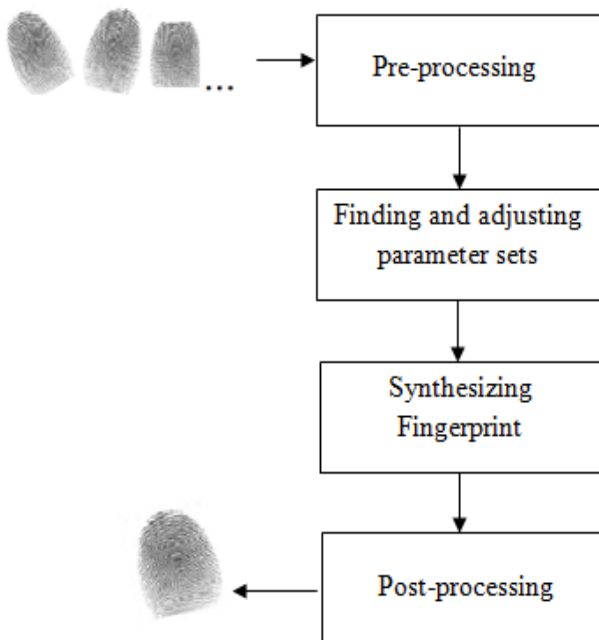 ...
Pre-processing
Finding and adjusting
parameter sets
Synthesizing
Fingerprint
Post-processing